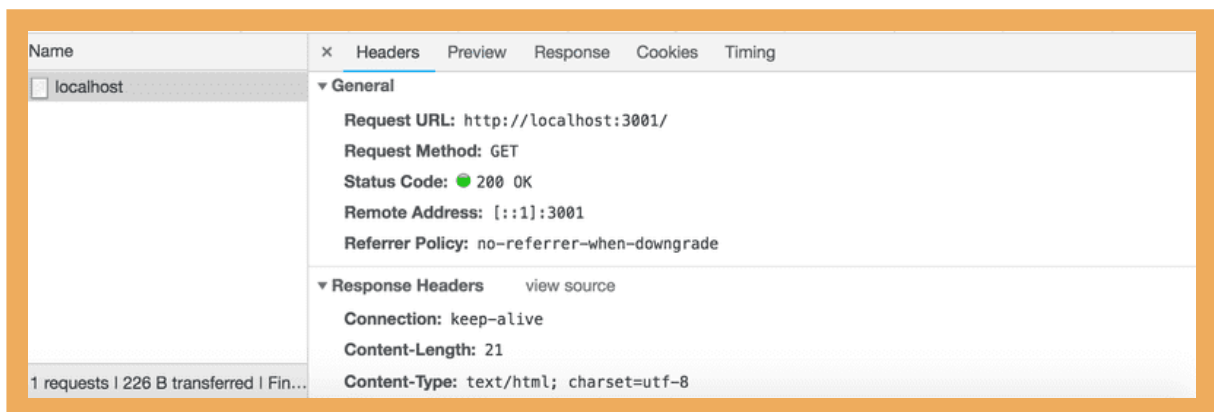 Name
× Headers Preview Response Cookies Timing
localhost
▼ General
Request URL: http://localhost:3001/
Request Method: GET
Status Code: 200 OK
Remote Address: [::1]:3001
Referrer Policy: no-referrer-when-downgrade
▼ Response Headers view source
Connection: keep-alive
Content-Length: 21
Content-Type: text/html; charset=utf-8
1 requests | 226 B transferred | Fin...